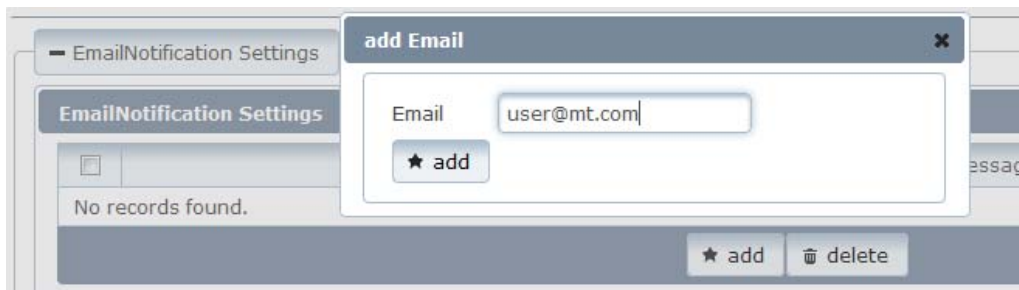 add Email
EmailNotification Settings
EmailNotification Settings
Email user@mt.com
add
No records found.
add delete